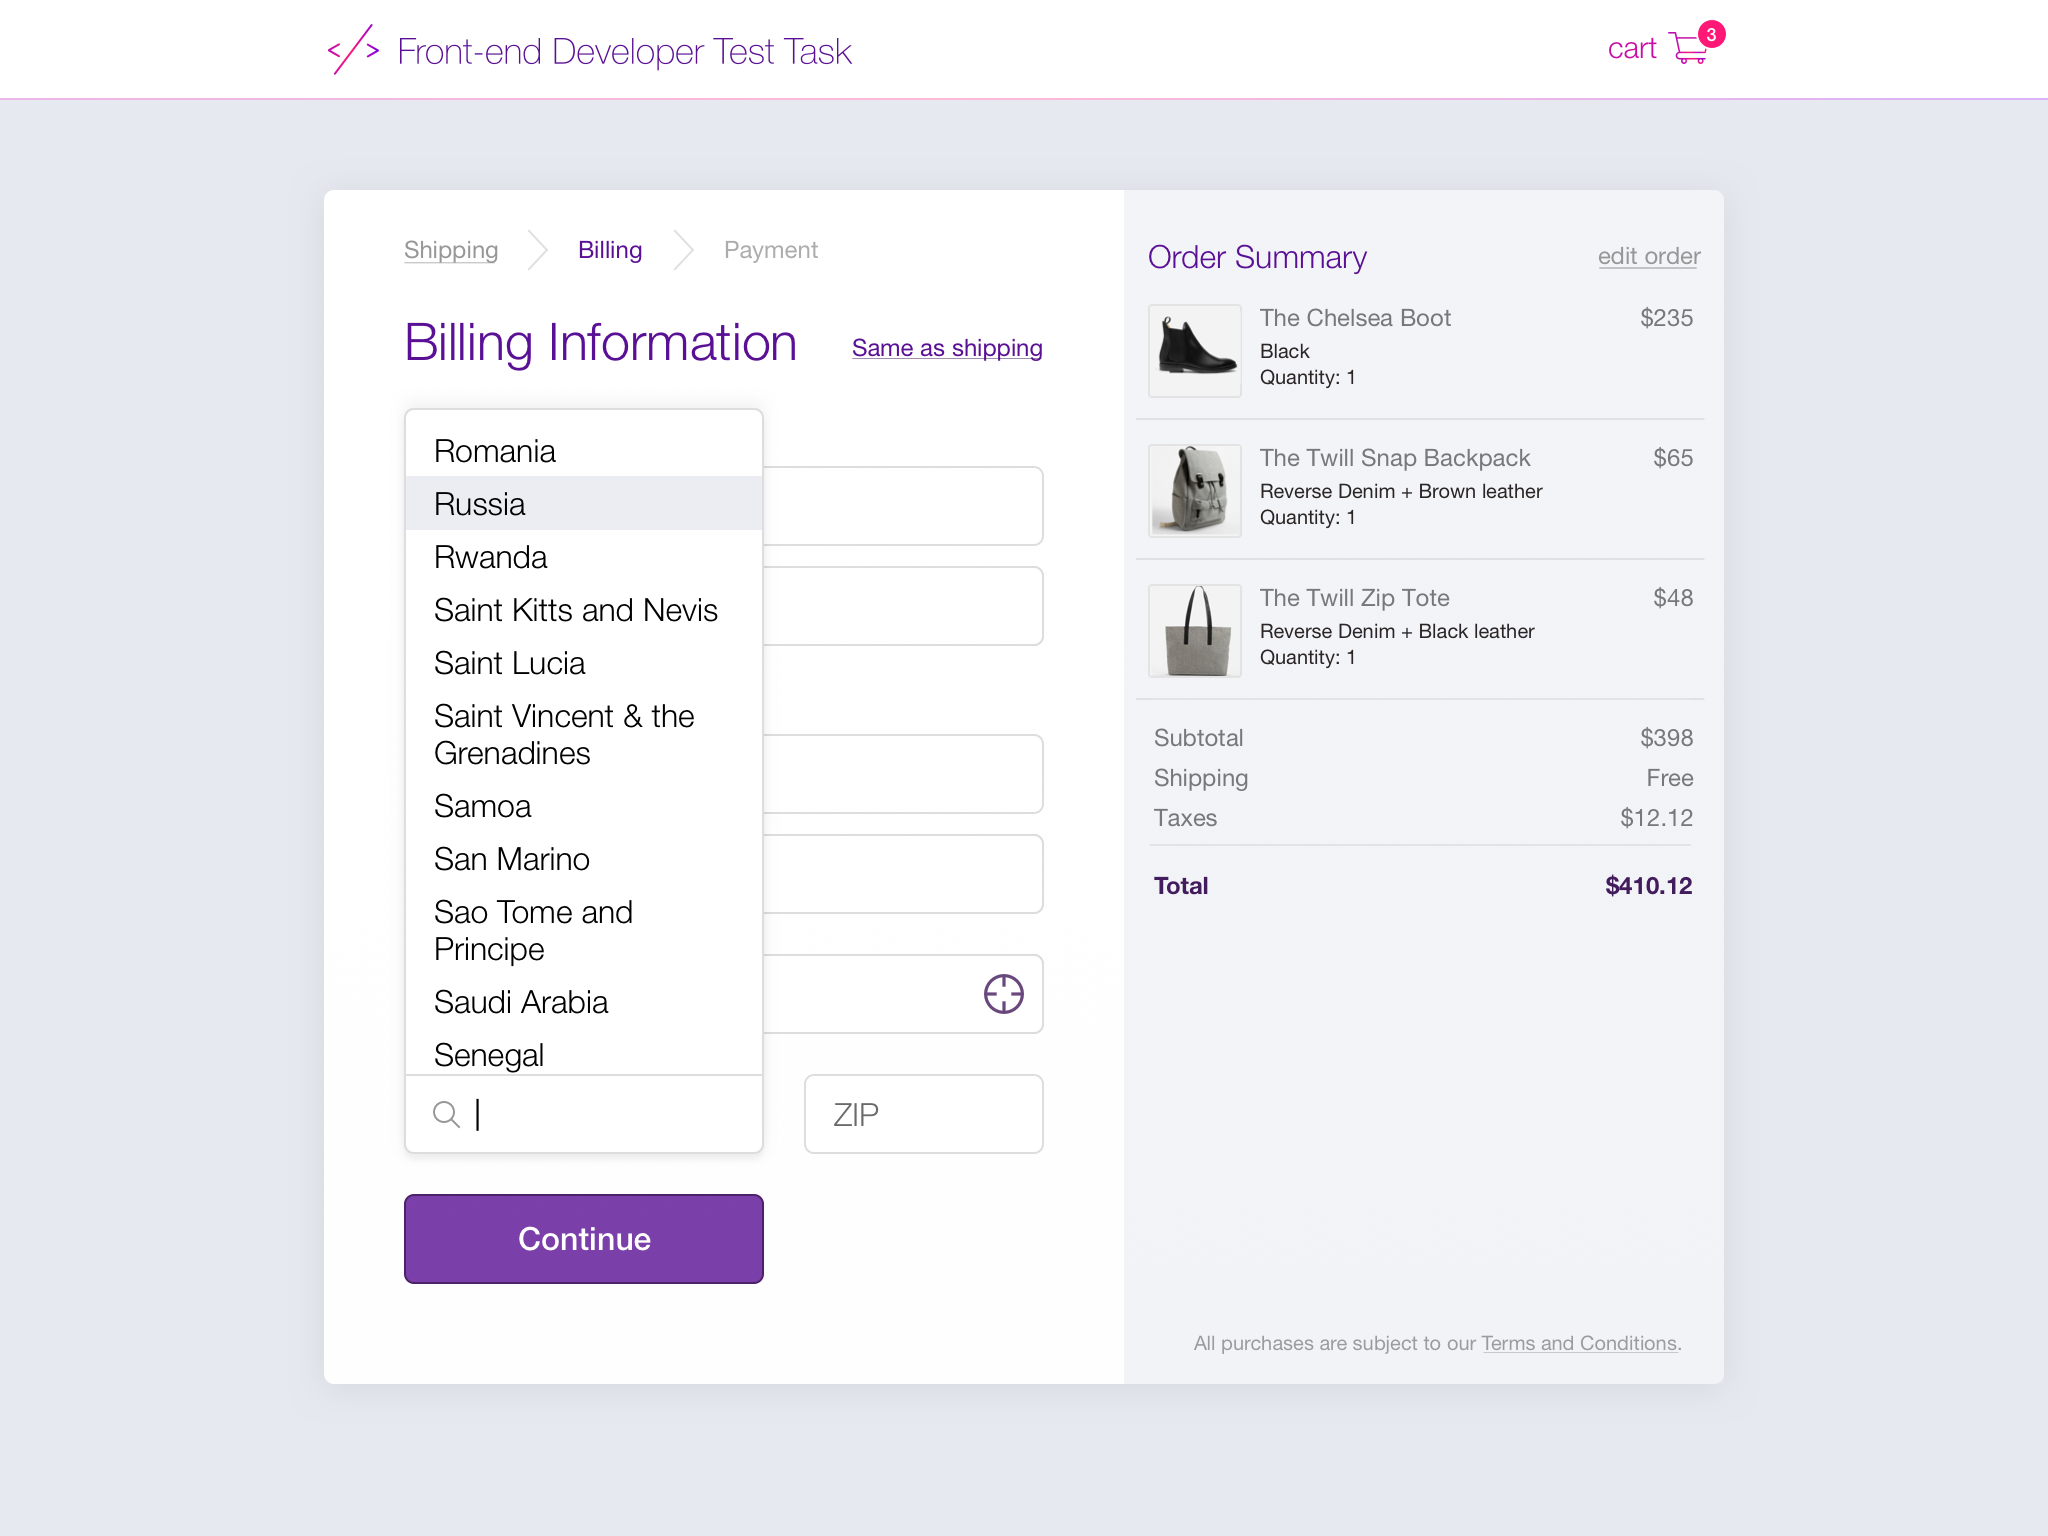 </> Front-end Developer Test Task
cart 3
Shipping Billing Payment
Billing Information
Same as shipping
Romania
Russia
Rwanda
Saint Kitts and Nevis
Saint Lucia
Saint Vincent & the
Grenadines
Samoa
San Marino
Sao Tome and
Principe
Saudi Arabia
Senegal
ZIP
Continue
Order Summary
edit order
The Chelsea Boot $235
Black
Quantity: 1
The Twill Snap Backpack $65
Reverse Denim + Brown leather
Quantity: 1
The Twill Zip Tote $48
Reverse Denim + Black leather
Quantity: 1
Subtotal $398
Shipping Free
Taxes $12.12
Total $410.12
All purchases are subject to our Terms and Conditions.